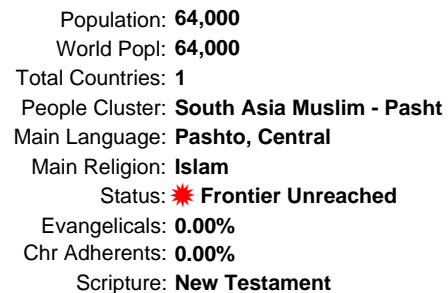 Population: 64,000
World Popl: 64,000
Total Countries: 1
People Cluster: South Asia Muslim - Pasht
Main Language: Pashto, Central
Main Religion: Islam
Status: Frontier Unreached
Evangelicals: 0.00%
Chr Adherents: 0.00%
Scripture: New Testament